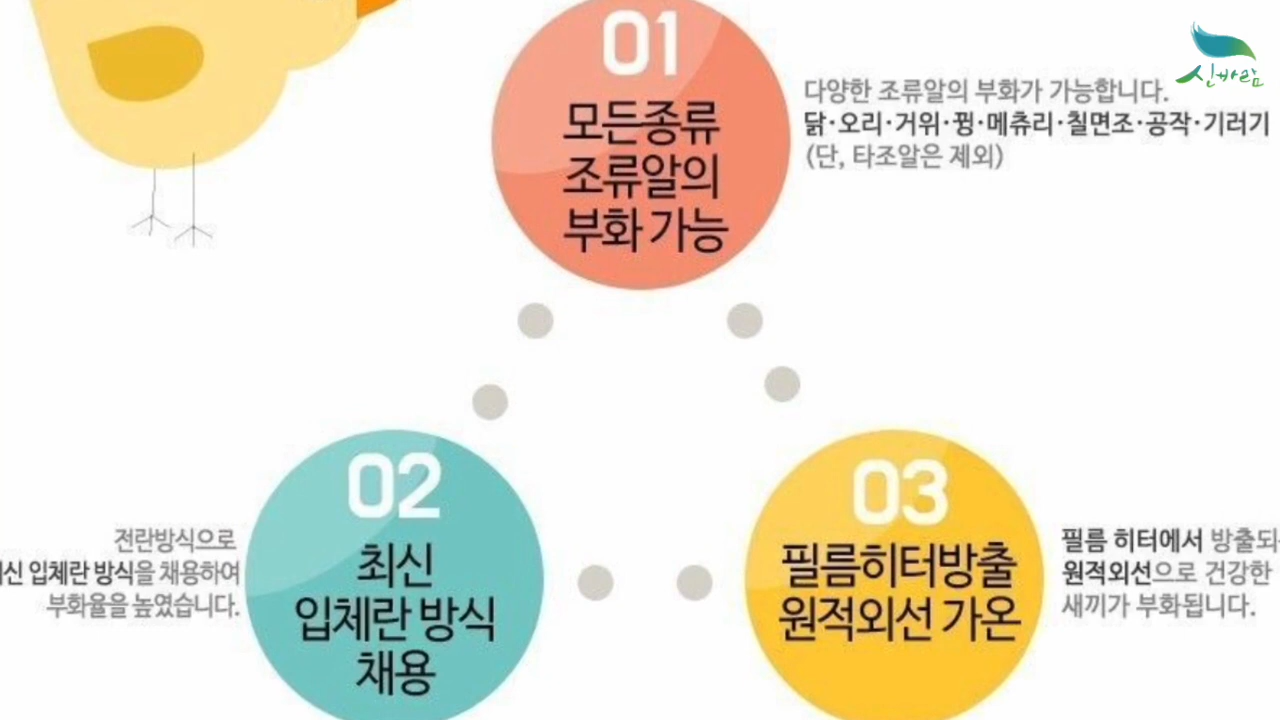 신바람
01
모든종류
조류알의
부화 가능
다양한 조류알의 부화가 가능합니다.
닭·오리·거위·꿩·메츄리·칠면조·공작·기러기
(단, 타조알은 제외)
02
최신
입체란 방식
채용
전란방식으로
입체란 방식을 채용하여
부화율을 높였습니다.
03
필름히터방출
원적외선 가온
필름 히터에서
원적외선으로 건강한
새끼가 부화됩니다.